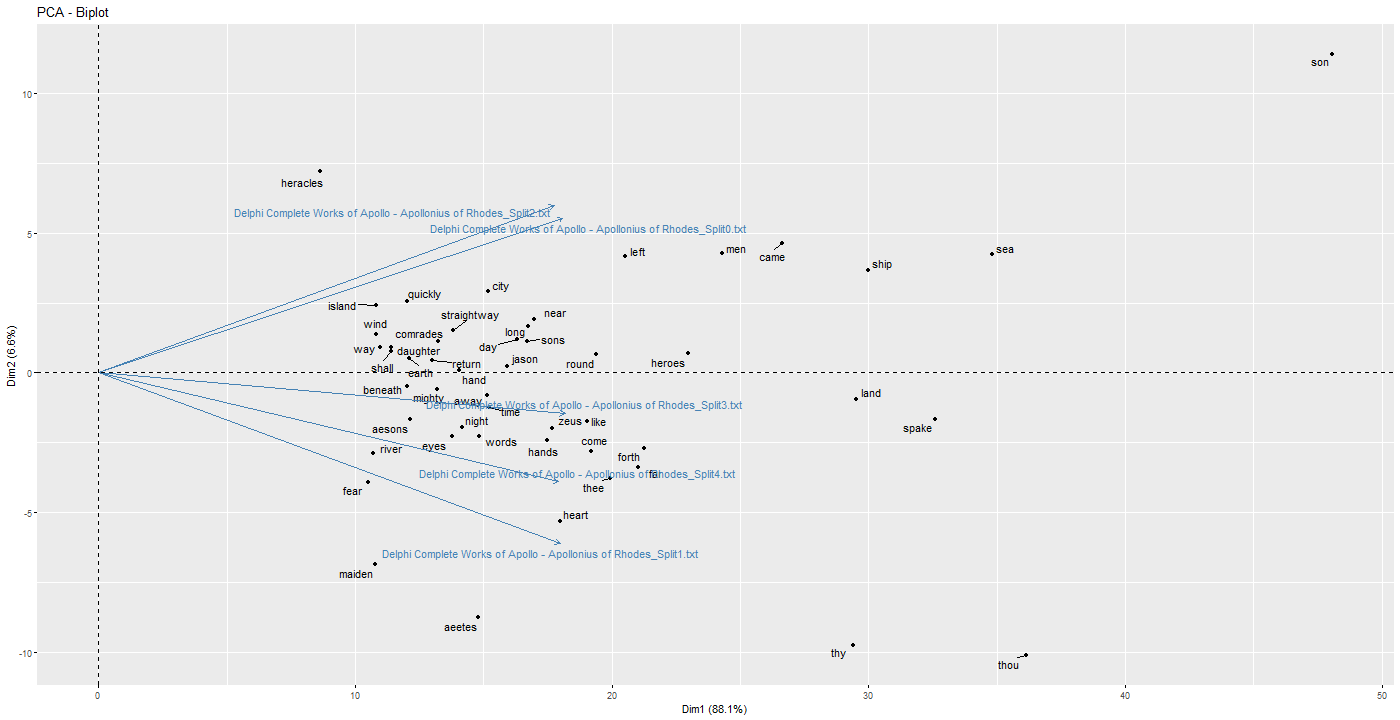 PCA - Biplot
son
10
heracles
Delphi Complete Works of Apollo - Apollonius of Rhodes_Split2.txt
Delphi Complete Works of Apollo - Apollonius of Rhodes_Split0.txt
5
left
men
came
sea
ship
city
quickly
island
straightway
near
wind
comrades
long
sons
day
way
daughter
jason
round
heroes
shall
return
earth
hand
0
beneath
mighty
away
land
Delphi Complete Works of Apollo - Apollonius of Rhodes_Split3.txt
time
aesons
night
zeus
like
spake
eyes
words
come
river
hands
forth
Delphi Complete Works of Apollo - Apollonius of Rhodes_Split4.txt
fear
thee
-5
heart
Delphi Complete Works of Apollo - Apollonius of Rhodes_Split1.txt
maiden
aeetes
-10
thy
thou
0
10
20
30
40
50
Dim1 (88.1%)
Dim2 (6.6%)